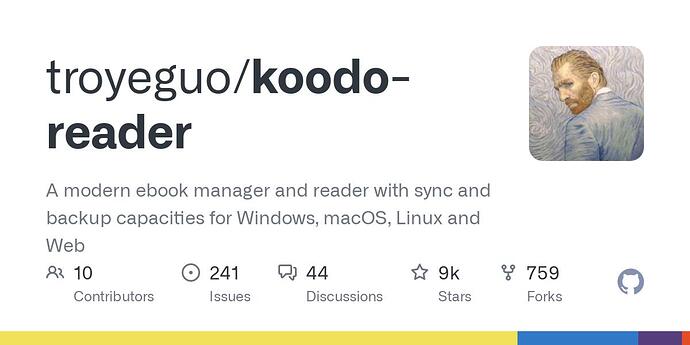 troyeguo/koodo-
reader
A modern ebook manager and reader with sync and
backup capacities for Windows, macOS, Linux and
Web
10 241 44 9k 759
Contributors Issues Discussions Stars Forks